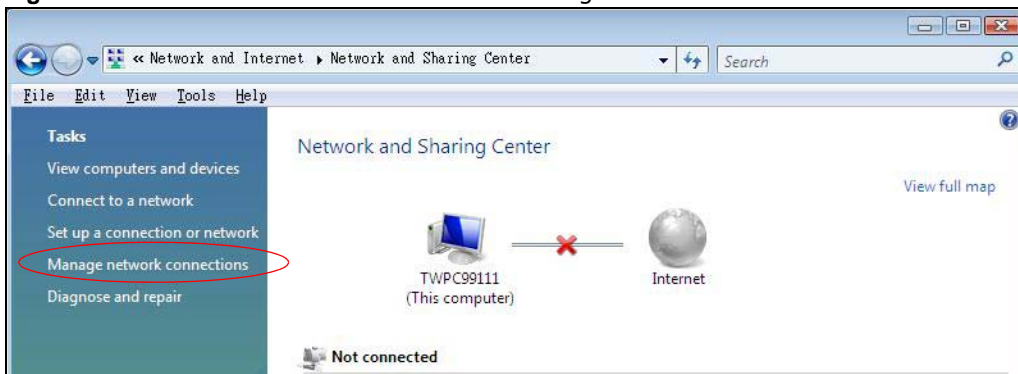 « Network and Internet ▸ Network and Sharing Center
Search
File Edit View Tools Help
Tasks
View computers and devices
Connect to a network
Set up a connection or network
Manage network connections
Diagnose and repair
Network and Sharing Center
View full map
TWPC99111
(This computer)
Internet
Not connected